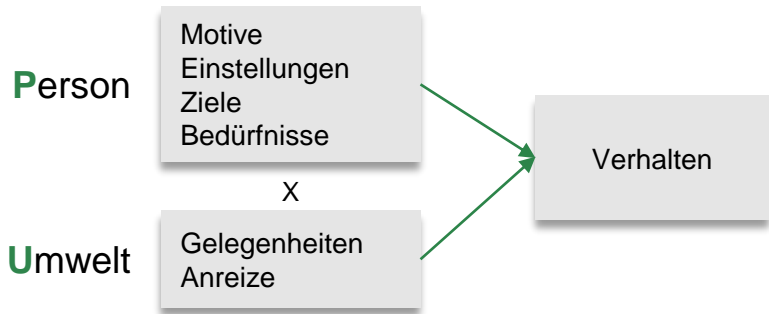 Person
Motive
Einstellungen
Ziele
Bedürfnisse
X
Umwelt
Gelegenheiten
Anreize
Verhalten